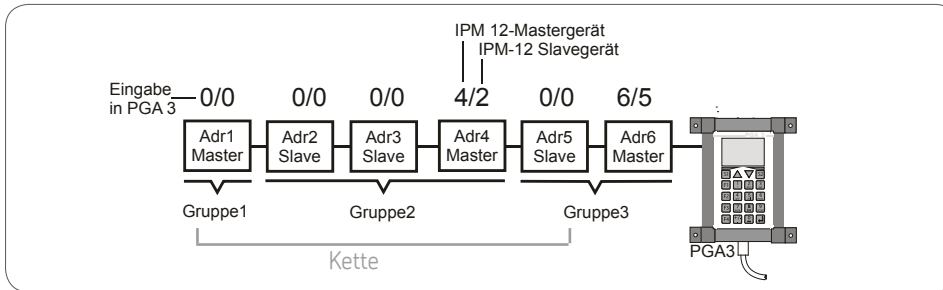 IPM 12-Mastergerät
IPM-12 Slavegerät
Eingabe
in PGA 3
0/0 0/0 0/0 4/2 0/0 6/5
Adr1 Master
Adr2 Slave
Adr3 Slave
Adr4 Master
Adr5 Slave
Adr6 Master
Gruppe1 Gruppe2 Gruppe3
PGA3
Kette